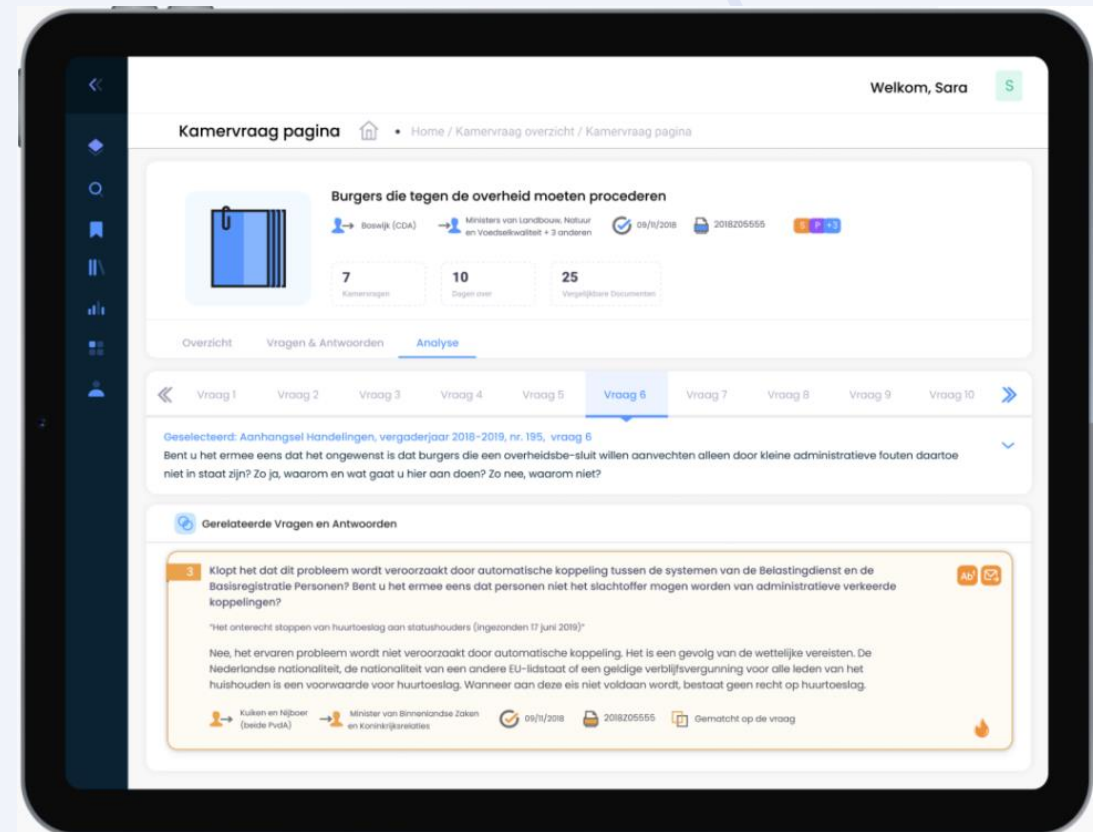 Welkom, Sara
S
Kamervraag pagina
• Home / Kamervraag overzicht / Kamervraag pagina
Burgers die tegen de overheid moeten procederen
Boswijk (CDA)
Ministers van Landbouw, Natuur
en Voedselkwaliteit + 3 anderen
09/11/2018
2018Z05555
S P +3
7
Kamervragen
10
Dagen over
25
Vergelijkbare Documenten
Overzicht Vragen & Antwoorden Analyse
Vraag 1 Vraag 2 Vraag 3 Vraag 4 Vraag 5 Vraag 6 Vraag 7 Vraag 8 Vraag 9 Vraag 10
Geselecteerd: Aanhangsel Handelingen, vergaderjaar 2018-2019, nr. 195, vraag 6
Bent u het ermee eens dat het ongewenst is dat burgers die een overheidsbe-sluit willen aanvechten alleen door kleine administratieve fouten daartoe
niet in staat zijn? Zo ja, waarom en wat gaat u hier aan doen? Zo nee, waarom niet?
Gerelateerde Vragen en Antwoorden
3
Klopt het dat dit probleem wordt veroorzaakt door automatische koppeling tussen de systemen van de Belastingdienst en de
Basisregistratie Personen? Bent u het ermee eens dat personen niet het slachtoffer mogen worden van administratieve verkeerde
koppelingen?
"Het onterecht stoppen van huurtoeslag aan statushouders (ingezonden 17 juni 2019)"
Nee, het ervaren probleem wordt niet veroorzaakt door automatische koppeling. Het is een gevolg van de wettelijke vereisten. De
Nederlandse nationaliteit, de nationaliteit van een andere EU-lidstaat of een geldige verblijfsvergunning voor alle leden van het
huishouden is een voorwaarde voor huurtoeslag. Wanneer aan deze eis niet voldaan wordt, bestaat geen recht op huurtoeslag.
Kuiken en Nijboer
(beide PvdA)
Minister van Binnenlandse Zaken
en Koninkrijksrelaties
09/11/2018
2018Z05555
Gematcht op de vraag